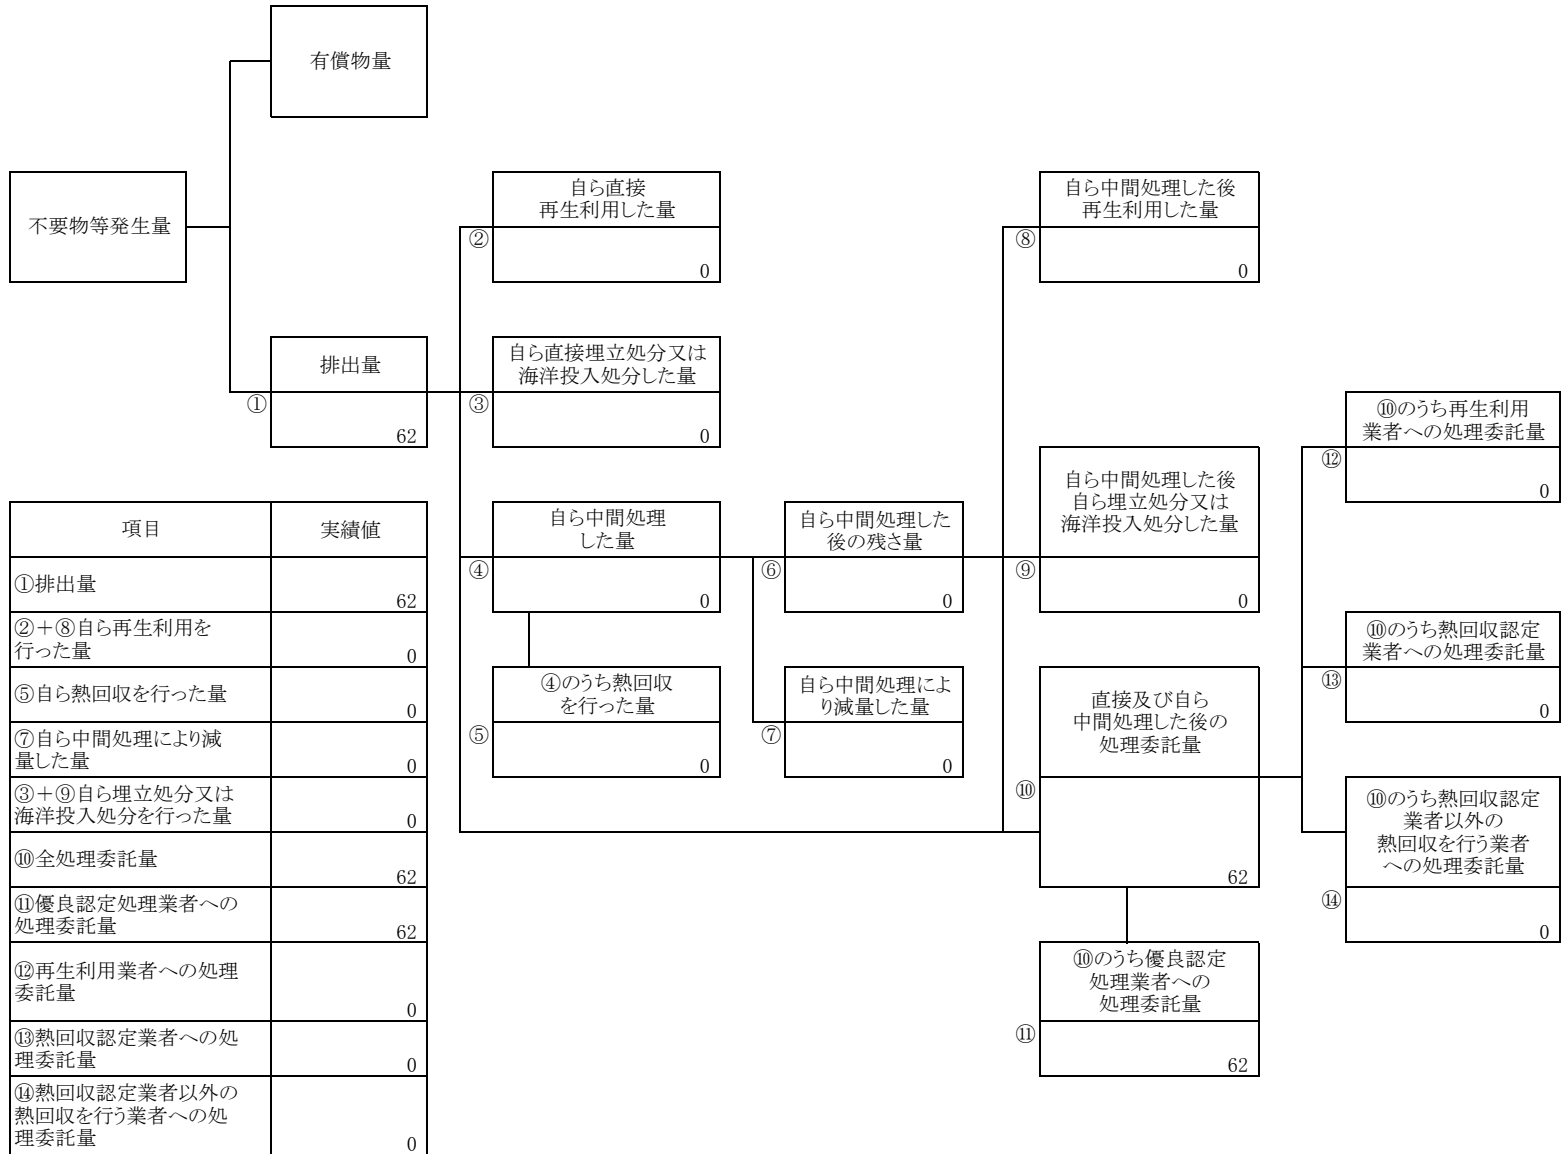 有償物量
不要物等発生量
自ら直接
再生利用した量
②
0
自ら中間処理した後
再生利用した量
⑧
0
排出量
①
62
自ら直接埋立処分又は
海洋投入処分した量
③
0
⑩のうち再生利用
業者への処理委託量
⑫
0
自ら中間処理
した量
④
0
自ら中間処理した
後の残さ量
⑥
0
自ら中間処理した後
自ら埋立処分又は
海洋投入処分した量
⑨
0
⑩のうち熱回収認定
業者への処理委託量
⑬
0
④のうち熱回収
を行った量
⑤
0
自ら中間処理によ
り減量した量
⑦
0
直接及び自ら
中間処理した後の
処理委託量
⑩
62
⑩のうち熱回収認定
業者以外の
熱回収を行う業者
への処理委託量
⑭
0
⑩のうち優良認定
処理業者への
処理委託量
⑪
62
項目 実績値
①排出量
62
②＋⑧自ら再生利用を
行った量
0
⑤自ら熱回収を行った量
0
⑦自ら中間処理により減
量した量
0
③＋⑨自ら埋立処分又は
海洋投入処分を行った量
0
⑩全処理委託量
62
⑪優良認定処理業者への
処理委託量
62
⑫再生利用業者への処理
委託量
0
⑬熱回収認定業者への処
理委託量
0
⑭熱回収認定業者以外の
熱回収を行う業者への処
理委託量
0